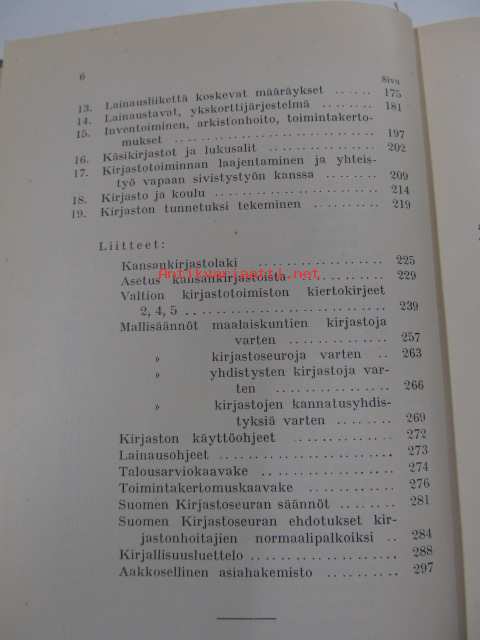 6
Sivu
13. Lainausliikettä koskevat määräykset ...... 175
14. Lainaustavat, ykskorttijärjestelmä ........ 181
15. Inventoiminen, arkistonhoito, toimintakerto-
mukset ........................ 197
16. Käsikirjastot ja lukusalit ............... 202
17. Kirjastotoiminnan laajentaminen ja yhteis-
työ vapaan sivistystyön kanssa ......... 209
18. Kirjasto ja koulu ...................... 214
19. Kirjaston tunnetuksi tekeminen .......... 219
Liitteet:
Kansankirjastolaki ................ 225
Asetus kansankirjastoista ............ 229
Antikvariaatti.net
Valtion kirjastotoimiston kiertokirjeet
2, 4, 5 ........................ 239
Mallisäännöt maalaiskuntien kirjastoja
varten ............. 257
» kirjastoseuroja varten .. 263
» yhdistysten kirjastoja var-
ten ............... 266
» kirjastojen kannatusyhdis-
tyksiä varten ........ 269
Kirjaston käyttöohjeet ............ 272
Lainausohjeet .................... 273
Talousarviokaavake ................ 274
Toimintakertomuskaavake .......... 276
Suomen Kirjastoseuran säännöt ...... 281
Suomen Kirjastoseuran ehdotukset kir-
jastonhoitajien normaalipalkoiksi .. 284
Kirjallisuusluettelo ................ 288
Aakkosellinen asiahakemisto ......... 297